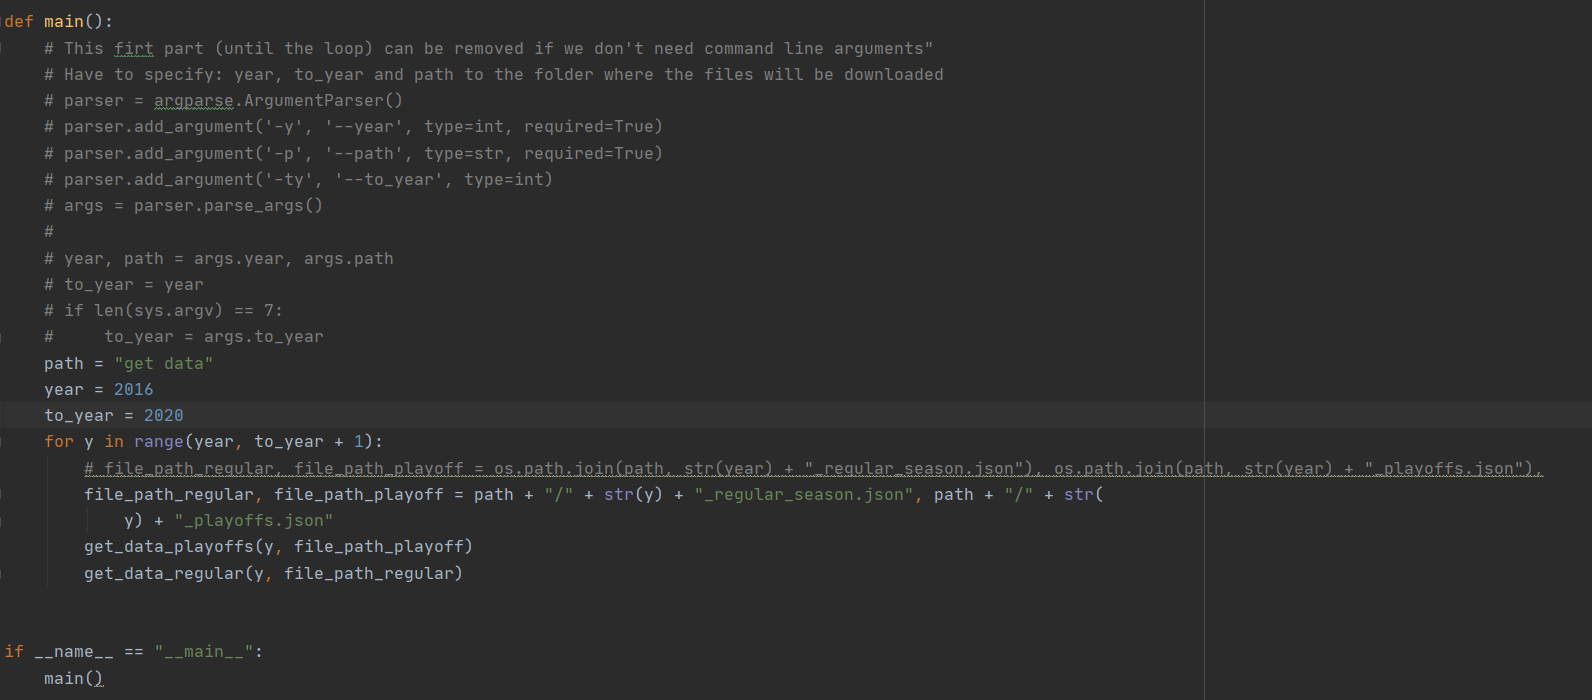 def main():
    # This firt part (until the loop) can be removed if we don't need command line arguments"
    # Have to specify: year, to_year and path to the folder where the files will be downloaded
    # parser = argparse.ArgumentParser()
    # parser.add_argument('-y', '--year', type=int, required=True)
    # parser.add_argument('-p', '--path', type=str, required=True)
    # parser.add_argument('-ty', '--to_year', type=int)
    # args = parser.parse_args()
    #
    # year, path = args.year, args.path
    # to_year = year
    # if len(sys.argv) == 7:
    #     to_year = args.to_year
    path = "get data"
    year = 2016
    to_year = 2020
    for y in range(year, to_year + 1):
        # file_path_regular, file_path_playoff = os.path.join(path, str(year) + "_regular_season.json"), os.path.join(path, str(year) + "_playoffs.json"),
        file_path_regular, file_path_playoff = path + "/" + str(y) + "_regular_season.json", path + "/" + str(
            y) + "_playoffs.json"
        get_data_playoffs(y, file_path_playoff)
        get_data_regular(y, file_path_regular)
if __name__ == "__main__":
    main()